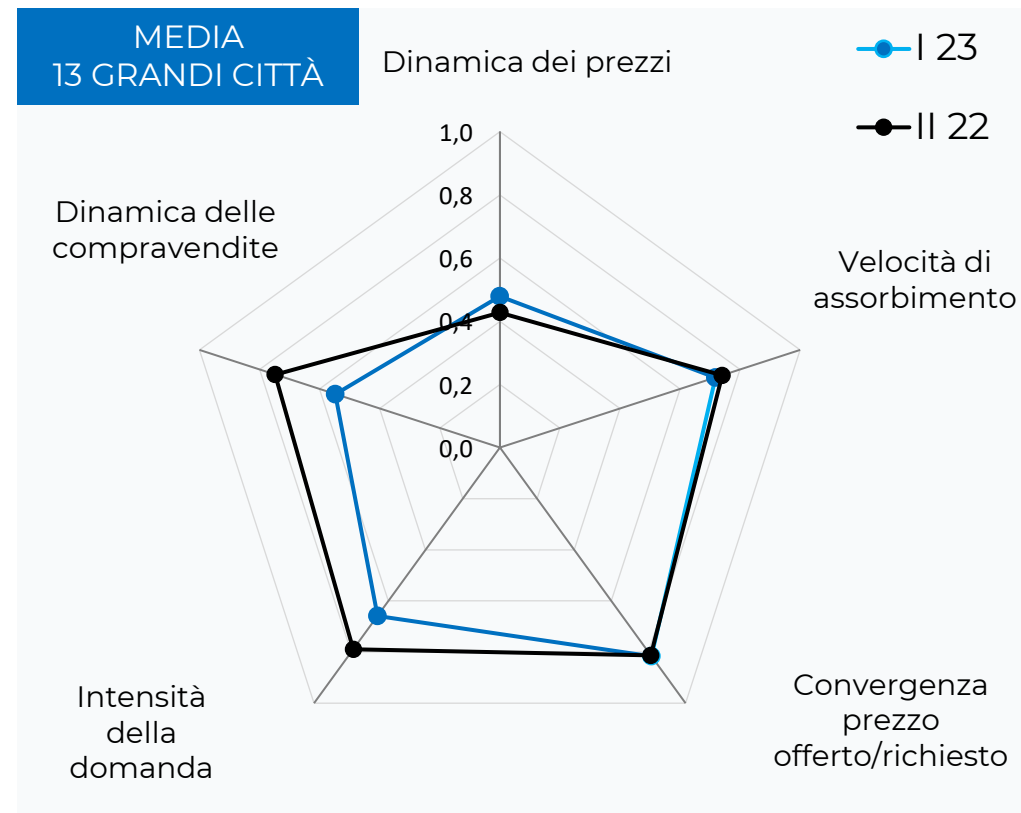 MEDIA
13 GRANDI CITTÀ
Dinamica dei prezzi
I 23
II 22
1,0
0,8
0,6
0,4
0,2
0,0
Dinamica delle
compravendite
Velocità di
assorbimento
Intensità
della
domanda
Convergenza
prezzo
offerto/richiesto